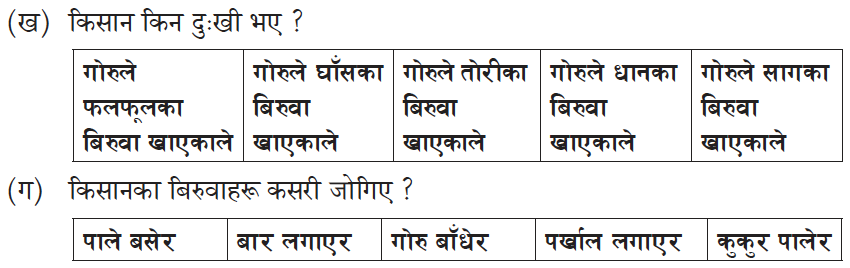 (ख) किसान किन दुःखी भए ?
गोरुले फलफूलका बिरुवा खाएकाले | गोरुले घाँसका बिरुवा खाएकाले | गोरुले तोरीका बिरुवा खाएकाले | गोरुले धानका बिरुवा खाएकाले | गोरुले सागका बिरुवा खाएकाले
(ग) किसानका बिरुवाहरू कसरी जोगिए ?
पाले बसेर | बार लगाएर | गोरु बाँधेर | पर्खाल लगाएर | कुकुर पालेर